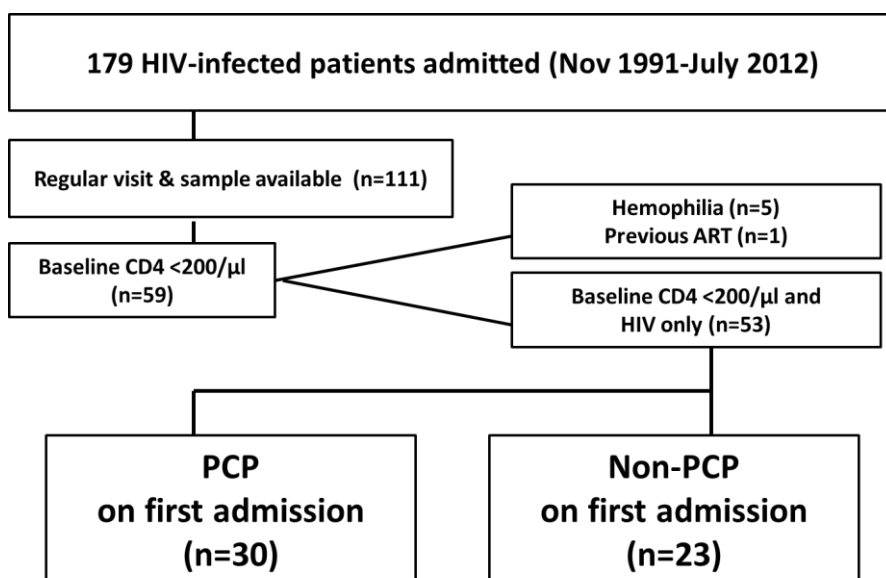 179 HIV-infected patients admitted (Nov 1991-July 2012)
Regular visit & sample available (n=111)
Hemophilia (n=5)
Previous ART (n=1)
Baseline CD4 <200/μl
(n=59)
Baseline CD4 <200/μl and
HIV only (n=53)
PCP
on first admission
(n=30)
Non-PCP
on first admission
(n=23)